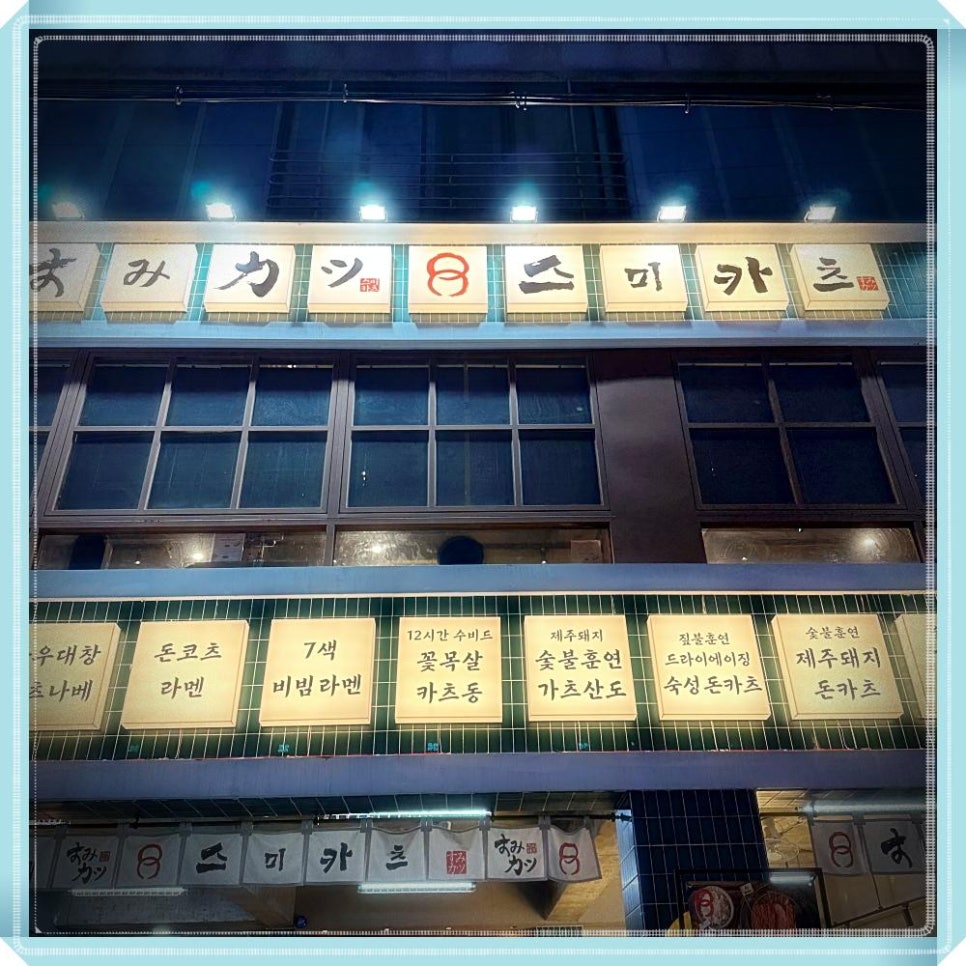 すみカツ 스미카츠
우대창
츠나베
돈코츠
라멘
7색
비빔라멘
12시간 수비드
꽃목살
카츠동
제주돼지
숯불훈연
가츠산도
짚불훈연
드라이에이징
숙성돈카츠
숯불훈연
제주돼지
돈카츠
すみカツ
스미카츠
すみカツ
す